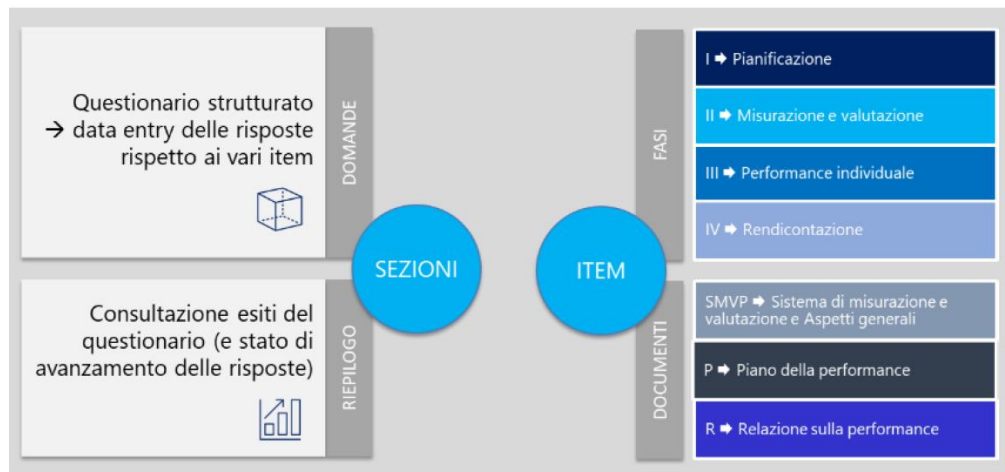 Questionario strutturato
→ data entry delle risposte
rispetto ai vari item
DOMANDE
Consultazione esiti del
questionario (e stato di
avanzamento delle risposte)
RIEPILOGO
SEZIONI
ITEM
FASI
I ➡ Pianificazione
II ➡ Misurazione e valutazione
III ➡ Performance individuale
IV ➡ Rendicontazione
DOCUMENTI
SMVP ➡ Sistema di misurazione e
valutazione e Aspetti generali
P ➡ Piano della performance
R ➡ Relazione sulla performance